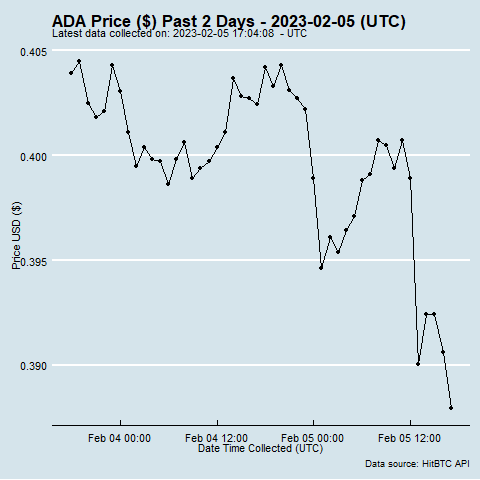 ADA Price ($) Past 2 Days - 2023-02-05 (UTC)
Latest data collected on: 2023-02-05 17:04:08 - UTC
0.405
0.400
0.395
0.390
Price USD ($)
Feb 04 00:00
Feb 04 12:00
Feb 05 00:00
Feb 05 12:00
Date Time Collected (UTC)
Data source: HitBTC API